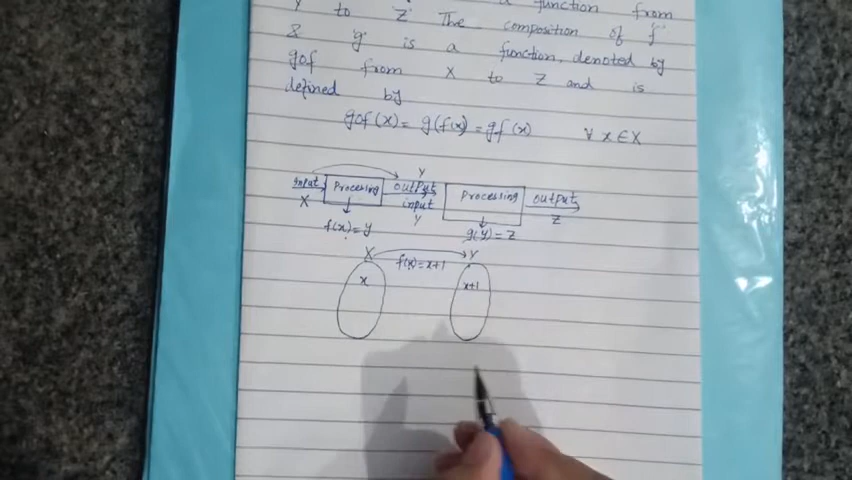 a function from
Y to Z. The composition of f
& 'g' is a function, denoted by
gof from X to Z and is
defined by
gof(x) = g(f(x)) = gf(x) ∀ x ∈ X
Input X Processing output Y input Y Processing output Z
f(x) = y g(y) = z
X f(x) = x+1 Y
x x+1